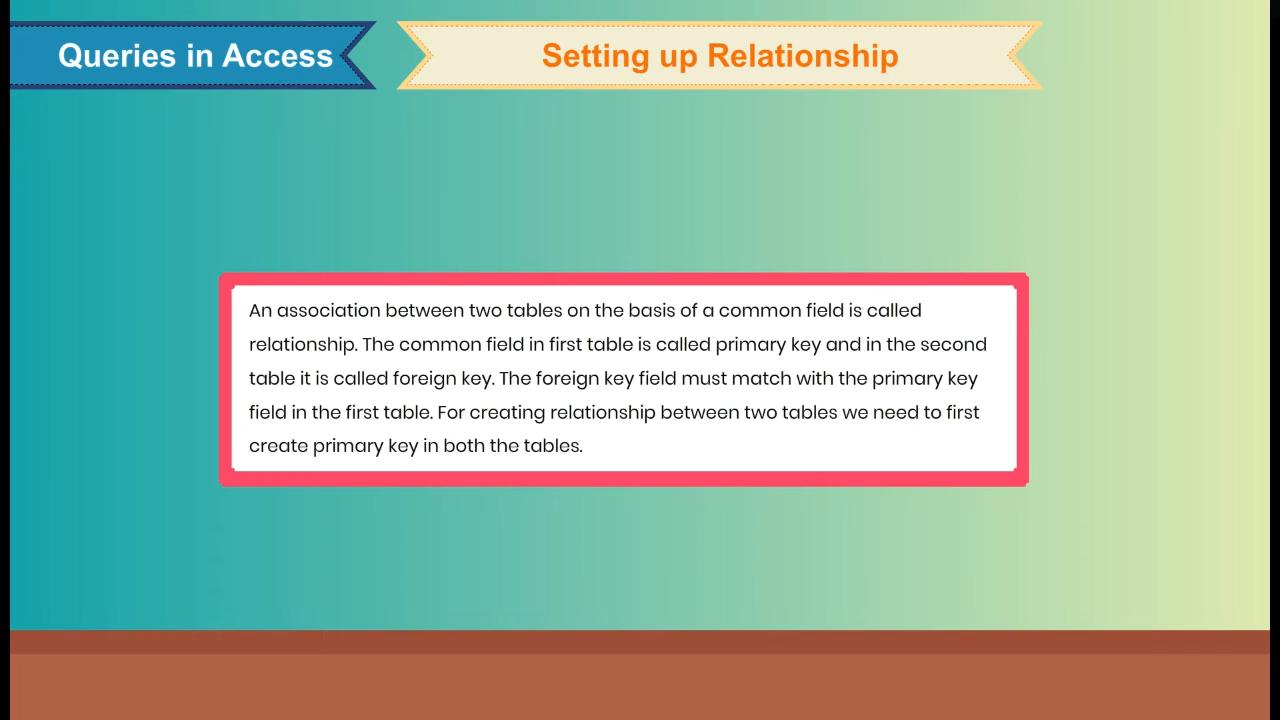 Queries in Access
Setting up Relationship
An association between two tables on the basis of a common field is called
relationship. The common field in first table is called primary key and in the second
table it is called foreign key. The foreign key field must match with the primary key
field in the first table. For creating relationship between two tables we need to first
create primary key in both the tables.